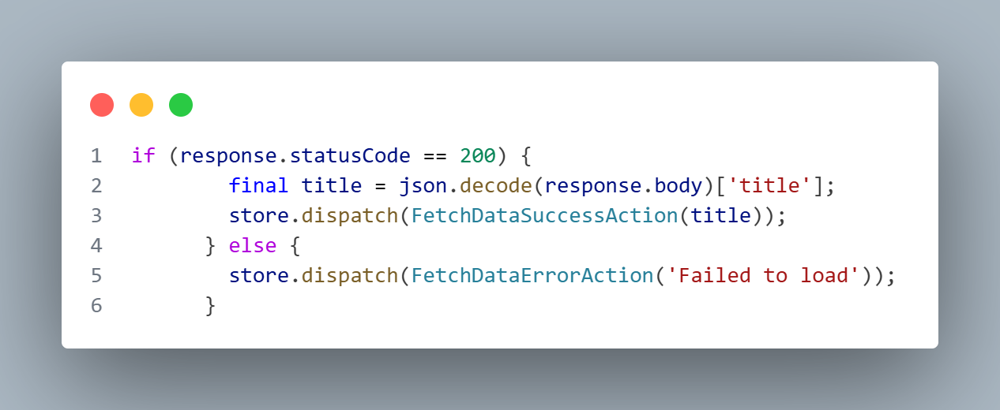 1 if (response.statusCode == 200) {
2         final title = json.decode(response.body)['title'];
3         store.dispatch(FetchDataSuccessAction(title));
4       } else {
5         store.dispatch(FetchDataErrorAction('Failed to load'));
6       }